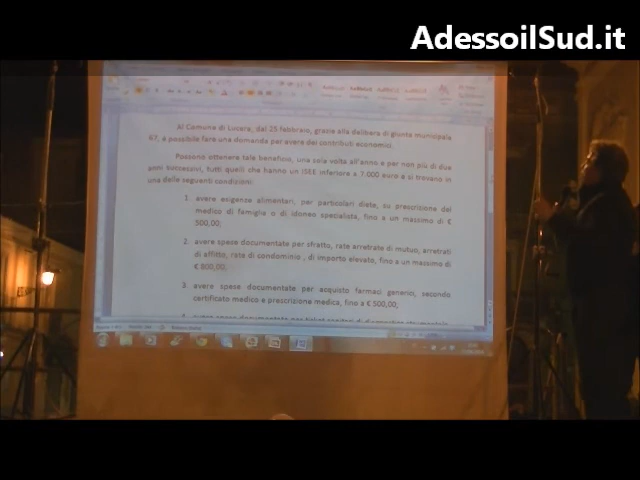 AdessoilSud.it
Al Comune di Lucera, dal 25 febbraio, grazie alla delibera di giunta municipale
67, è possibile fare una domanda per avere dei contributi economici.
Possono ottenere tale beneficio, una sola volta all'anno e per non più di due
anni successivi, tutti quelli che hanno un ISEE inferiore a 7.000 euro e si trovano in
una delle seguenti condizioni:
1. avere esigenze alimentari, per particolari diete, su prescrizione del
medico di famiglia o di idoneo specialista, fino a un massimo di €
500,00;
2. avere spese documentate per sfratto, rate arretrate di mutuo, arretrati
di affitto, rate di condominio , di importo elevato, fino a un massimo di
€ 800,00;
3. avere spese documentate per acquisto farmaci generici, secondo
certificato medico e prescrizione medica, fino a € 500,00;